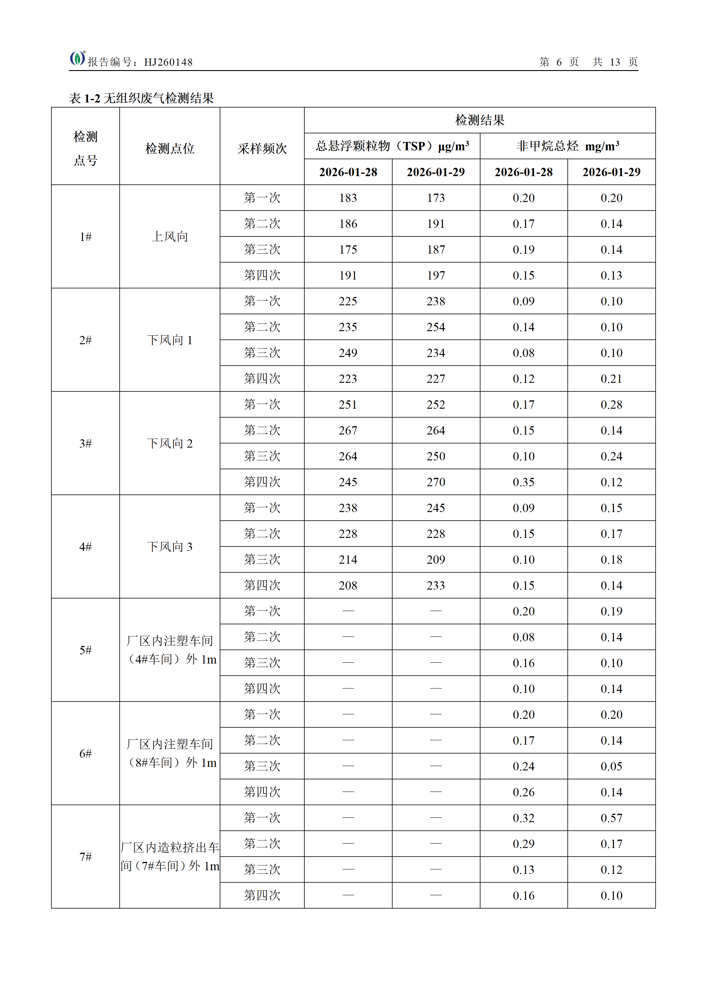 ®报告编号：HJ260148 第 6 页 共 13 页
表 1-2 无组织废气检测结果
检测点号 检测点位 采样频次 检测结果
总悬浮颗粒物（TSP）μg/m³ 非甲烷总烃 mg/m³
2026-01-28 2026-01-29 2026-01-28 2026-01-29
1# 上风向 第一次 183 173 0.20 0.20
第二次 186 191 0.17 0.14
第三次 175 187 0.19 0.14
第四次 191 197 0.15 0.13
2# 下风向 1 第一次 225 238 0.09 0.10
第二次 235 254 0.14 0.10
第三次 249 234 0.08 0.10
第四次 223 227 0.12 0.21
3# 下风向 2 第一次 251 252 0.17 0.28
第二次 267 264 0.15 0.14
第三次 264 250 0.10 0.24
第四次 245 270 0.35 0.12
4# 下风向 3 第一次 238 245 0.09 0.15
第二次 228 228 0.15 0.17
第三次 214 209 0.10 0.18
第四次 208 233 0.15 0.14
5# 厂区内注塑车间（4#车间）外 1m 第一次 — — 0.20 0.19
第二次 — — 0.08 0.14
第三次 — — 0.16 0.10
第四次 — — 0.10 0.14
6# 厂区内注塑车间（8#车间）外 1m 第一次 — — 0.20 0.20
第二次 — — 0.17 0.14
第三次 — — 0.24 0.05
第四次 — — 0.26 0.14
7# 厂区内造粒挤出车间（7#车间）外 1m 第一次 — — 0.32 0.57
第二次 — — 0.29 0.17
第三次 — — 0.13 0.12
第四次 — — 0.16 0.10